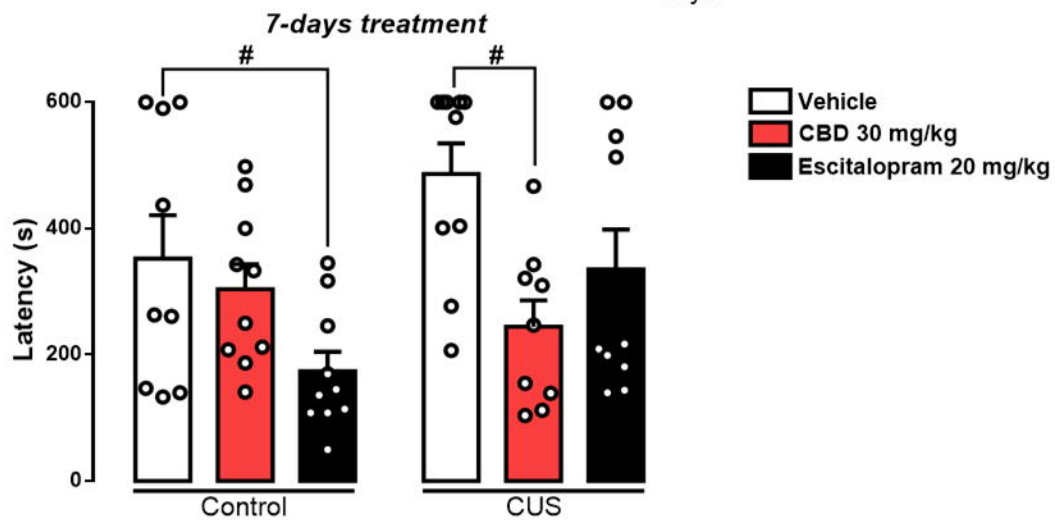 7-days treatment
#
#
600
400
200
0
Latency (s)
Control
CUS
Vehicle
CBD 30 mg/kg
Escitalopram 20 mg/kg